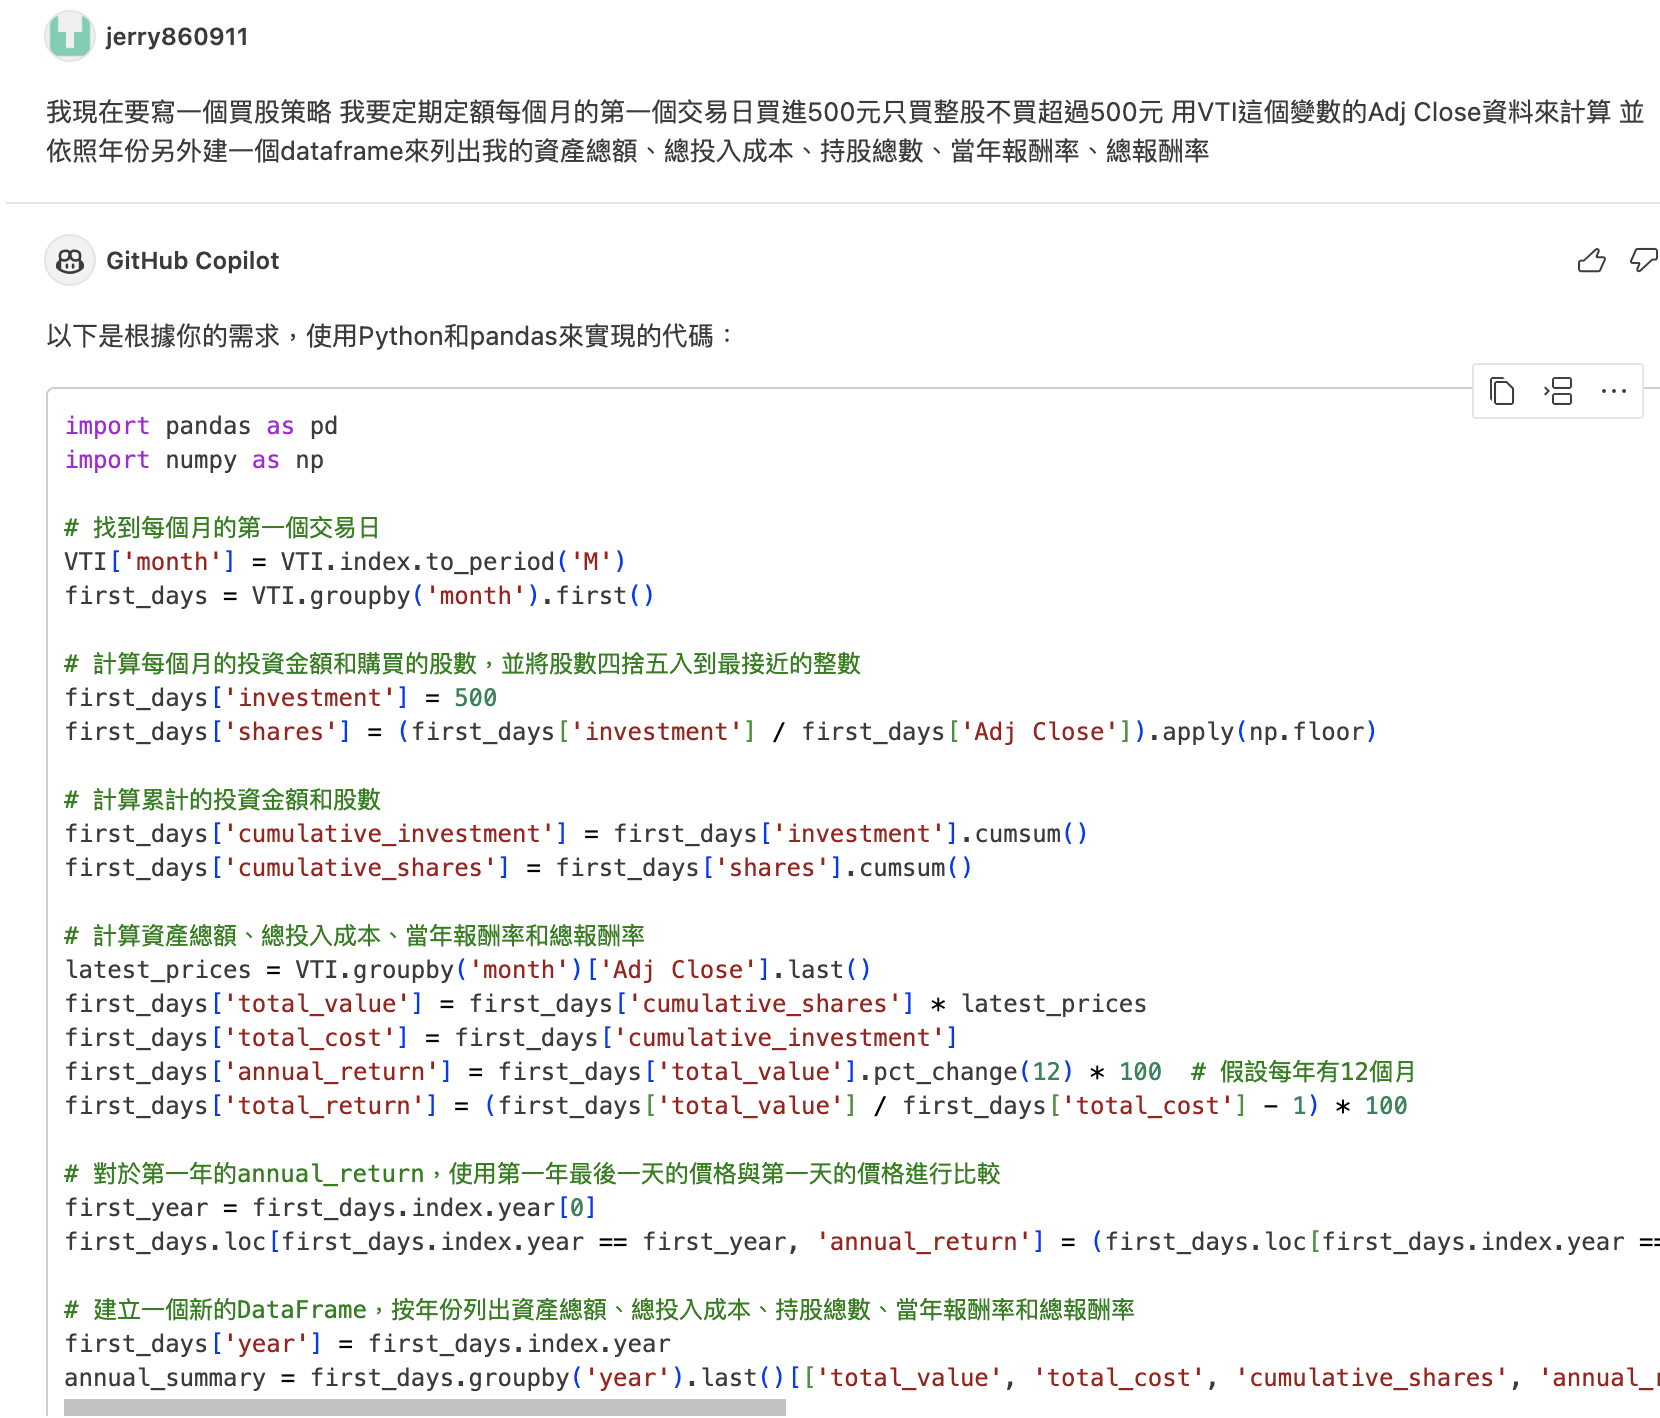 jerry860911
我現在要寫一個買股策略 我要定期定額每個月的第一個交易日買進500元只買整股不買超過500元 用VTI這個變數的Adj Close資料來計算 並
依照年份另外建一個dataframe來列出我的資產總額、總投入成本、持股總數、當年報酬率、總報酬率
GitHub Copilot
以下是根據你的需求，使用Python和pandas來實現的代碼：
import pandas as pd
import numpy as np
# 找到每個月的第一個交易日
VTI['month'] = VTI.index.to_period('M')
first_days = VTI.groupby('month').first()
# 計算每個月的投資金額和購買的股數，並將股數四捨五入到最接近的整數
first_days['investment'] = 500
first_days['shares'] = (first_days['investment'] / first_days['Adj Close']).apply(np.floor)
# 計算累計的投資金額和股數
first_days['cumulative_investment'] = first_days['investment'].cumsum()
first_days['cumulative_shares'] = first_days['shares'].cumsum()
# 計算資產總額、總投入成本、當年報酬率和總報酬率
latest_prices = VTI.groupby('month')['Adj Close'].last()
first_days['total_value'] = first_days['cumulative_shares'] * latest_prices
first_days['total_cost'] = first_days['cumulative_investment']
first_days['annual_return'] = first_days['total_value'].pct_change(12) * 100  # 假設每年有12個月
first_days['total_return'] = (first_days['total_value'] / first_days['total_cost'] - 1) * 100
# 對於第一年的annual_return，使用第一年最後一天的價格與第一天的價格進行比較
first_year = first_days.index.year[0]
first_days.loc[first_days.index.year == first_year, 'annual_return'] = (first_days.loc[first_days.index.year ==
# 建立一個新的DataFrame，按年份列出資產總額、總投入成本、持股總數、當年報酬率和總報酬率
first_days['year'] = first_days.index.year
annual_summary = first_days.groupby('year').last()[['total_value', 'total_cost', 'cumulative_shares', 'annual_